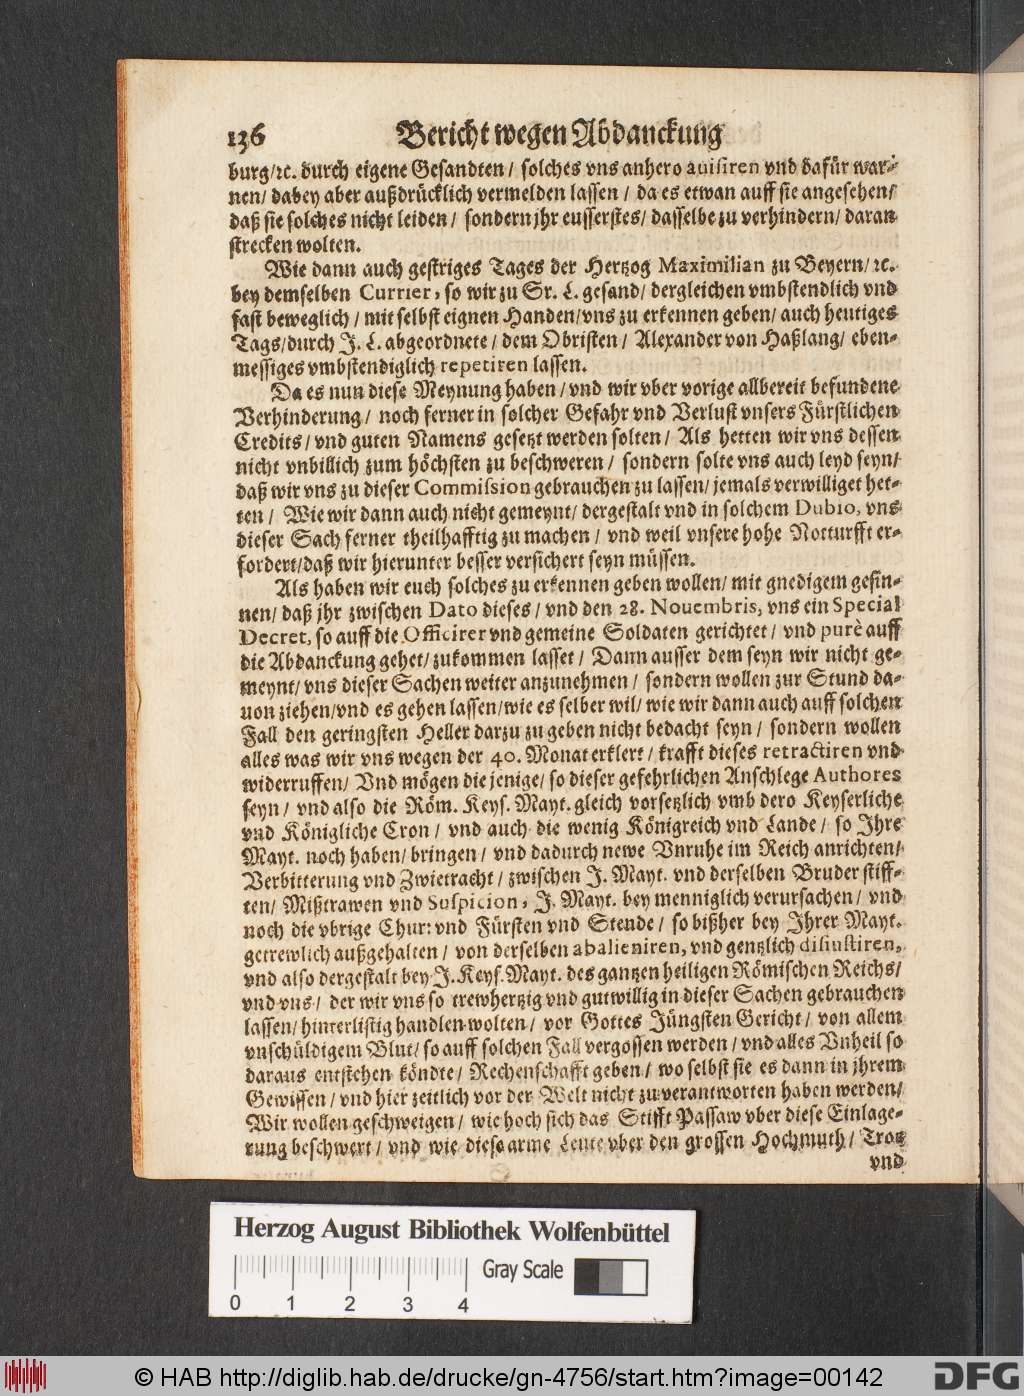 136 Bericht wegen Abdanckung
burg/ꝛc. durch eigene Gesandten / solches vns anhero auisiren vnd dafür war-
nen/ dabey aber außdrücklich vermelden lassen / da es etwan auff sie angesehen/
daß sie solches nicht leiden / sondern jhr eusserstes/ dasselbe zu verhindern/ daran
strecken wolten.
Wie dann auch gestriges Tages der Hertzog Maximilian zu Beyern/ ꝛc.
bey demselben Currier, so wir zu Sr. L. gesand/ dergleichen vmbstendlich vnd
fast beweglich / mit selbst eignen Handen/vns zu erkennen geben/ auch heutiges
Tags/durch J. L. abgeordnete / dem Obristen / Alexander von Haßlang/ eben-
messiges vmbstendiglich repetiren lassen.
Da es nun diese Meynung haben / vnd wir vber vorige allbereit befundene
Verhinderung / noch ferner in solcher Gefahr vnd Verlust vnsers Fürstlichen
Credits / vnd guten Namens gesetzt werden solten / Als hetten wir vns dessen
nicht vnbillich zum höchsten zu beschweren / sondern solte vns auch leyd seyn/
daß wir vns zu dieser Commission gebrauchen zu lassen/ jemals verwilliget het-
ten / Wie wir dann auch nicht gemeynt/ dergestalt vnd in solchem Dubio, vns
dieser Sach ferner theilhafftig zu machen / vnd weil vnsere hohe Notturfft er-
fordert/daß wir hierunter besser versichert seyn müssen.
Als haben wir euch solches zu erkennen geben wollen/ mit gnedigem gesin-
nen/ daß jhr zwischen Dato dieses / vnd den 28. Nouembris, vns ein Special
Decret, so auff die Officirer vnd gemeine Soldaten gerichtet / vnd purè auff
die Abdanckung gehet/ zukommen lasset / Dann ausser dem seyn wir nicht ge-
meynt/ vns dieser Sachen weiter anzunehmen / sondern wollen zur Stund da-
uon ziehen/vnd es gehen lassen/wie es selber wil/ wie wir dann auch auff solchen
Fall den geringsten Heller darzu zu geben nicht bedacht seyn / sondern wollen
alles was wir vns wegen der 40. Monat erklert / krafft dieses retractiren vnd
widerruffen/ Vnd mögen die jenige/ so dieser gefehrlichen Anschlege Authores
seyn / vnd also die Röm. Keys. Mayt. gleich vorsetzlich vmb dero Keyserliche
vnd Königliche Cron / vnd auch die wenig Königreich vnd Lande / so Ihre
Mayt. noch haben/ bringen / vnd dadurch newe Vnruhe im Reich anrichten/
Verbitterung vnd Zwietracht / zwischen J. Mayt. vnd derselben Bruder stiff-
ten/ Mißtrawen vnd Suspicion, J. Mayt. bey menniglich verursachen / vnd
noch die vbrige Chur: vnd Fürsten vnd Stende / so bißher bey Jhrer Mayt.
getrewlich außgehalten / von derselben abalieniren, vnd gentzlich disiustiren,
vnd also dergestalt bey J. Keys. Mayt. des gantzen heiligen Römischen Reichs/
vnd vns / der wir vns so trewhertzig vnd gutwillig in dieser Sachen gebrauchen
lassen/ hinterlistig handlen wolten / vor Gottes Jüngsten Gericht / von allem
vnschüldigem Blut/ so auff solchen Fall vergossen werden / vnd alles Vnheil so
daraus entstehen köndte / Rechenschafft geben / wo selbst sie es dann in jhrem
Gewissen / vnd hier zeitlich vor der Welt nicht zu verantworten haben werden/
Wir wollen geschweigen / wie hoch sich das Stifft Passaw vber diese Einlage-
rung beschwert / vnd wie diese arme Leute vber den grossen Hochmuth / Trotz
vnd
Herzog August Bibliothek Wolfenbüttel
Gray Scale
0 1 2 3 4
© HAB http://diglib.hab.de/drucke/gn-4756/start.htm?image=00142
DFG